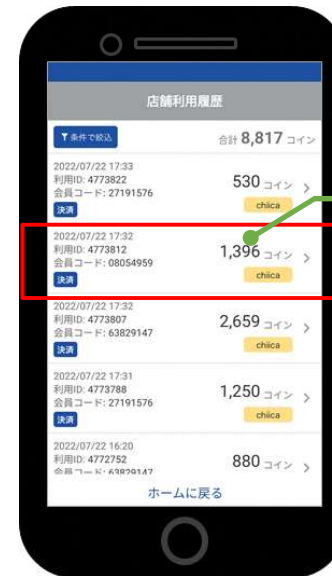 店舗利用履歴
▼条件で絞込 合計 8,817 コイン
2022/07/22 17:33
利用ID: 4773822
530 コイン
会員コード: 27191576
決済 chiica
2022/07/22 17:32
利用ID: 4773812
1,396 コイン
会員コード: 08054959
決済 chiica
2022/07/22 17:32
利用ID: 4773807
2,659 コイン
会員コード: 63829147
決済 chiica
2022/07/22 17:31
利用ID: 4773788
1,250 コイン
会員コード: 27191576
決済 chiica
2022/07/22 16:20
利用ID: 4772752
880 コイン
会員コード: 63829147
ホームに戻る